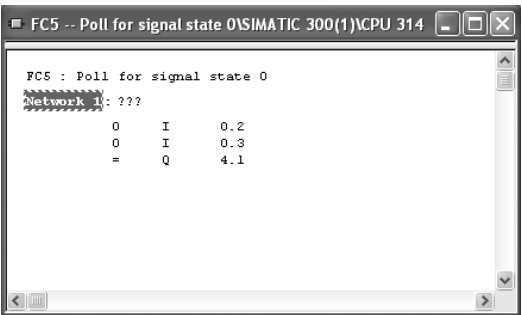 FC5 -- Poll for signal state 0\SIMATIC 300(1)\CPU 314
FC5 : Poll for signal state 0
Network 1: ???
O I 0.2
O I 0.3
= Q 4.1